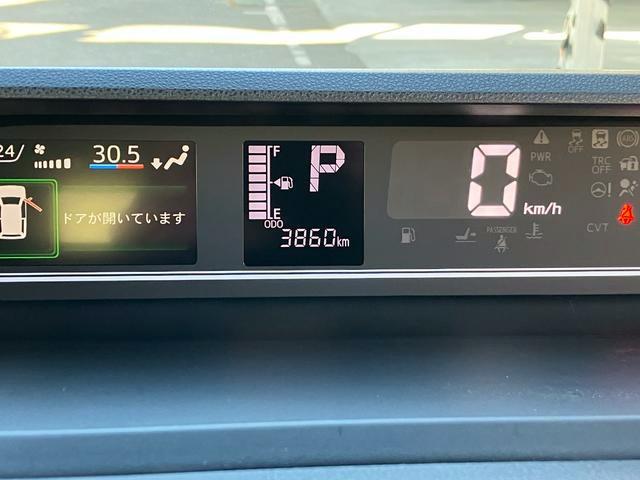 24/
30.5
ドアが開いています
F
E
ODO
3860km
P
0
km/h
PWR
OFF
ABS
TRC
OFF
PASSENGER
CVT